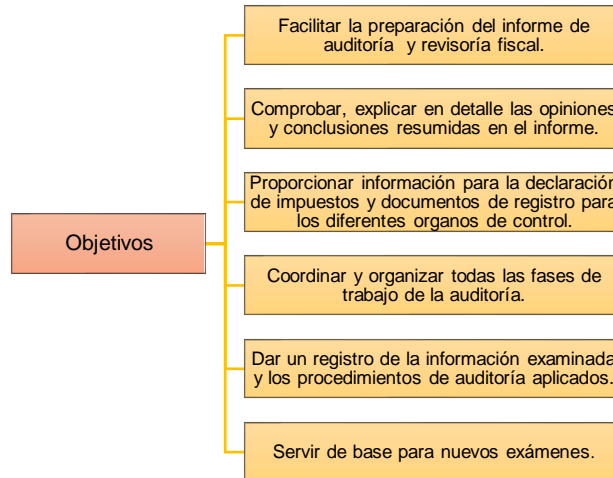 Facilitar la preparación del informe de
auditoría y revisoría fiscal.
Comprobar, explicar en detalle las opiniones
y conclusiones resumidas en el informe.
Proporcionar información para la declaración
de impuestos y documentos de registro para
los diferentes organos de control.
Objetivos
Coordinar y organizar todas las fases de
trabajo de la auditoría.
Dar un registro de la información examinada
y los procedimientos de auditoría aplicados.
Servir de base para nuevos exámenes.